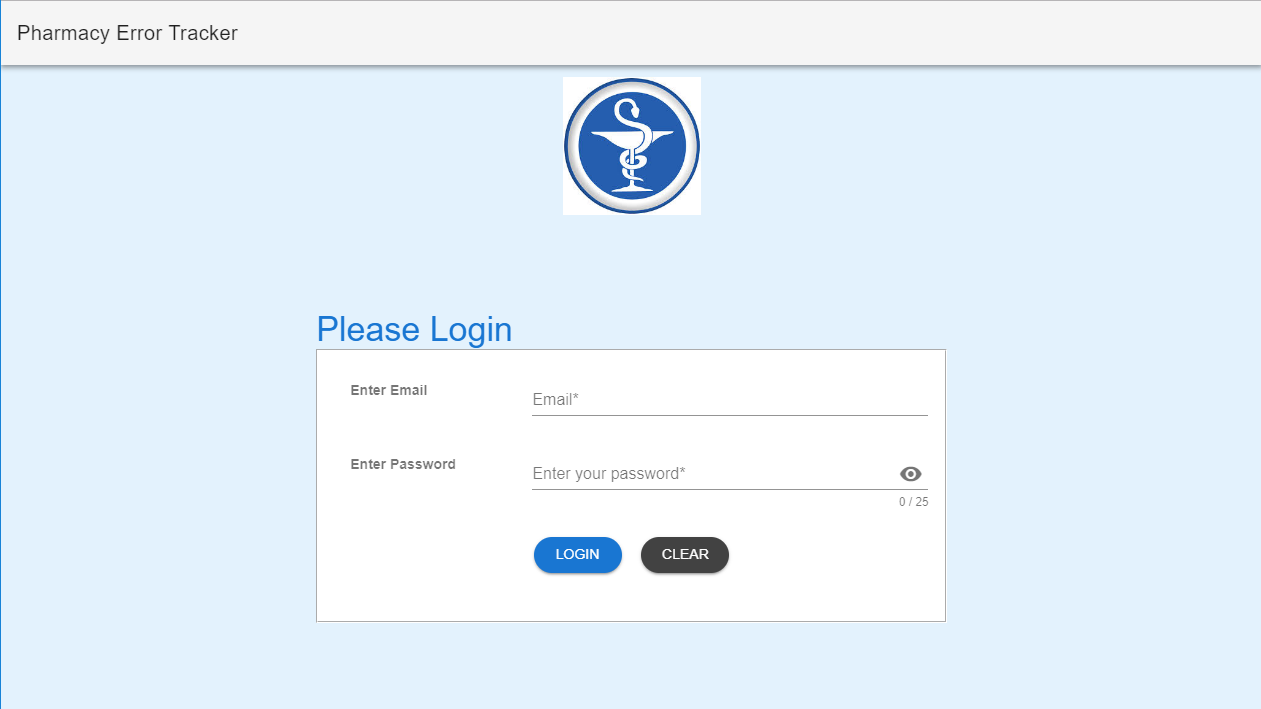 Pharmacy Error Tracker
Please Login
Enter Email
Email*
Enter Password
Enter your password*
0 / 25
LOGIN
CLEAR